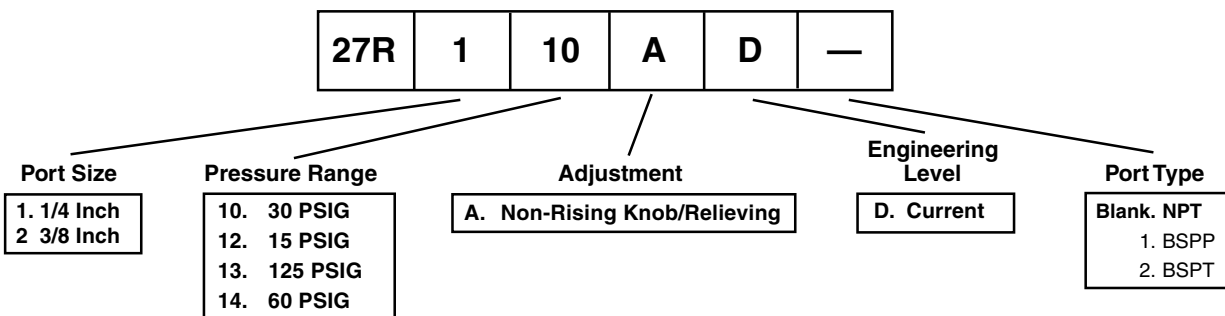 27R 1 10 A D —
Port Size
1. 1/4 Inch
2 3/8 Inch
Pressure Range
10. 30 PSIG
12. 15 PSIG
13. 125 PSIG
14. 60 PSIG
Adjustment
A. Non-Rising Knob/Relieving
Engineering
Level
D. Current
Port Type
Blank. NPT
1. BSPP
2. BSPT